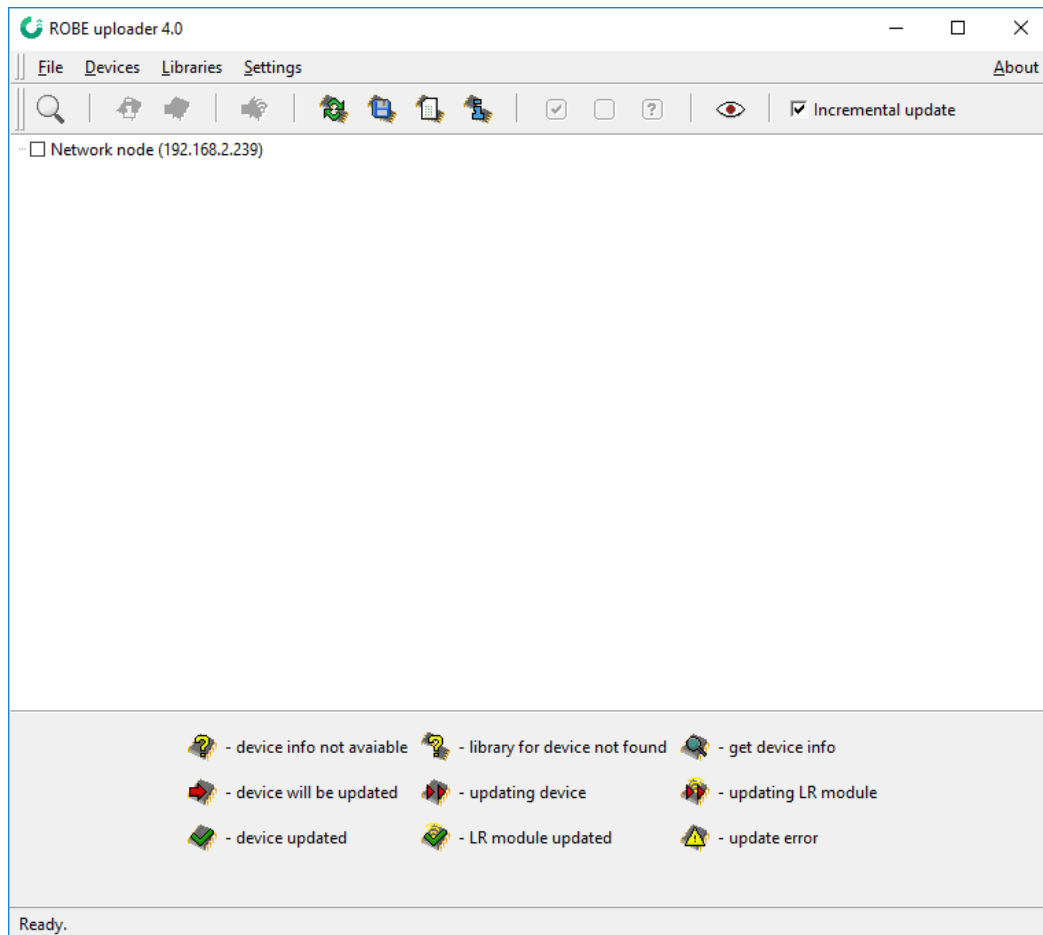 ROBE uploader 4.0
File Devices Libraries Settings About
Incremental update
Network node (192.168.2.239)
- device info not avaiable - library for device not found - get device info
- device will be updated - updating device - updating LR module
- device updated - LR module updated - update error
Ready.